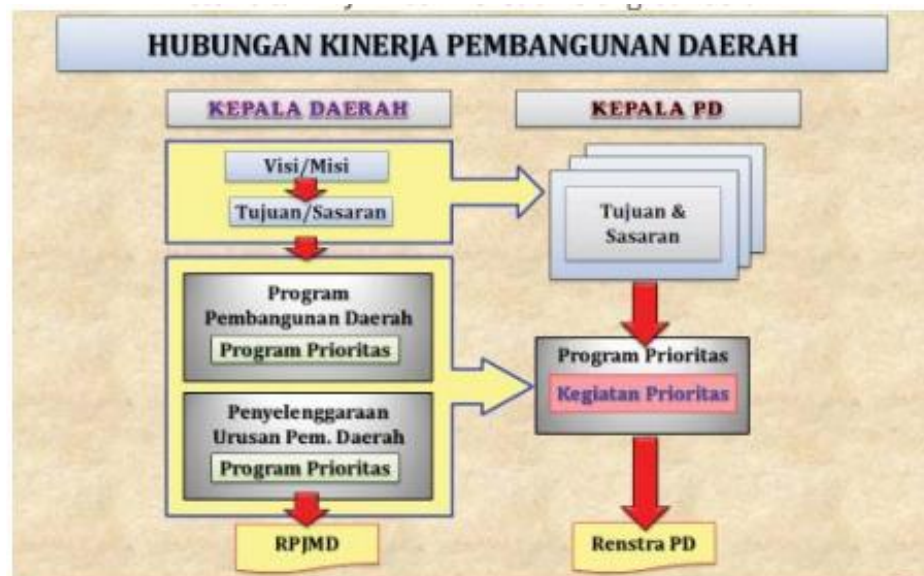 HUBUNGAN KINERJA PEMBANGUNAN DAERAH
KEPALA DAERAH
Visi/Misi
Tujuan/Sasaran
Program
Pembangunan Daerah
Program Prioritas
Penyelenggaraan
Urusan Pem. Daerah
Program Prioritas
RPJMD
KEPALA PD
Tujuan &
Sasaran
Program Prioritas
Kegiatan Prioritas
Renstra PD